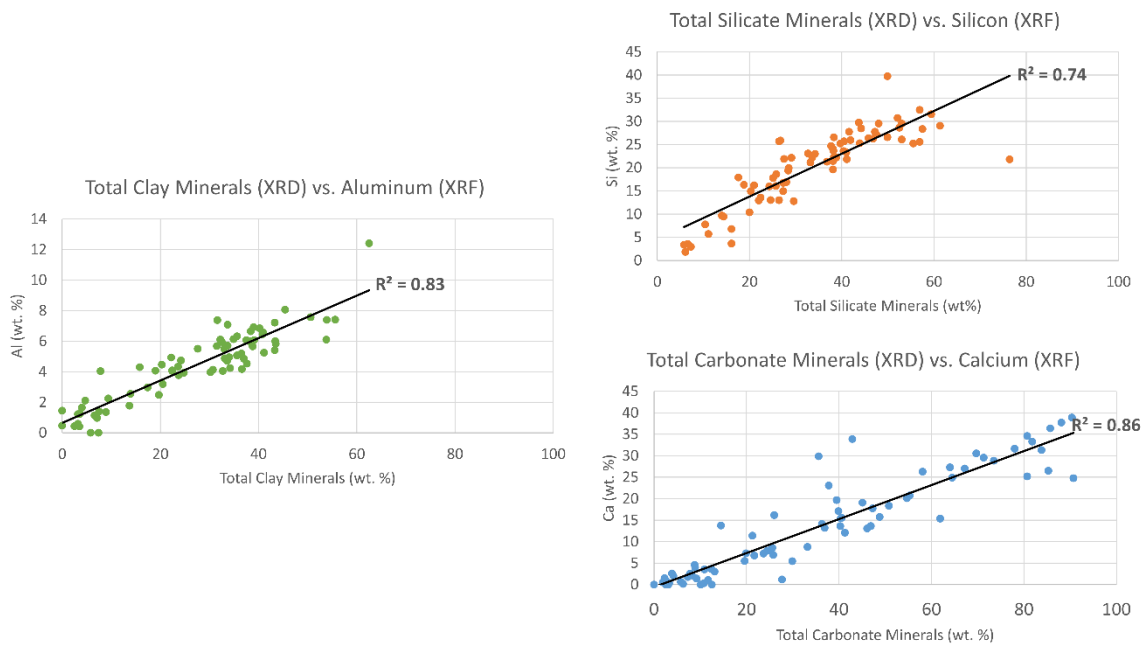 Total Clay Minerals (XRD) vs. Aluminum (XRF)
14
12
10
8
6
4
2
0
Al (wt. %)
R² = 0.83
0 20 40 60 80 100
Total Clay Minerals (wt. %)
Total Silicate Minerals (XRD) vs. Silicon (XRF)
45
40
35
30
25
20
15
10
5
0
Si (wt. %)
R² = 0.74
0 20 40 60 80 100
Total Silicate Minerals (wt%)
Total Carbonate Minerals (XRD) vs. Calcium (XRF)
45
40
35
30
25
20
15
10
5
0
Ca (wt. %)
R² = 0.86
0 20 40 60 80 100
Total Carbonate Minerals (wt. %)